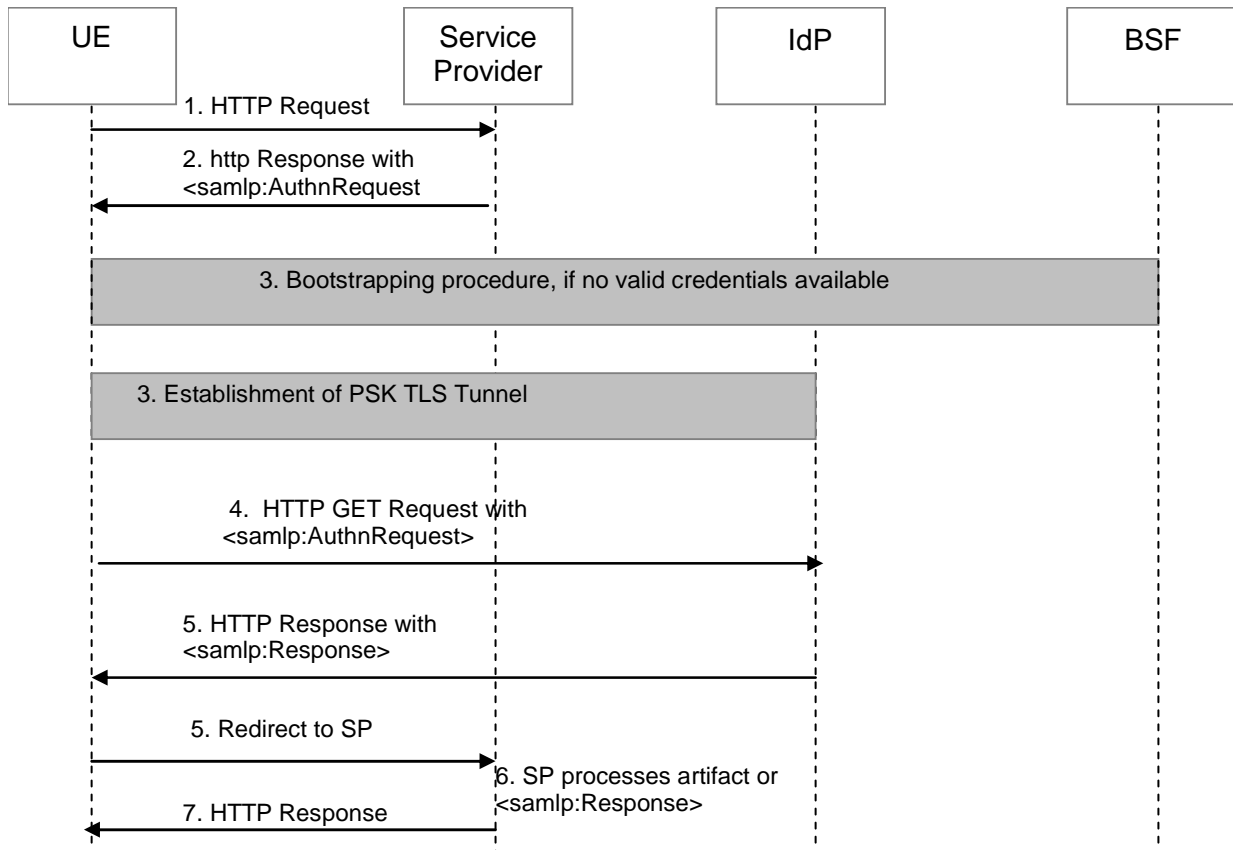 UE
Service
Provider
IdP
BSF
1. HTTP Request
2. http Response with
<samlp:AuthnRequest
3. Bootstrapping procedure, if no valid credentials available
3. Establishment of PSK TLS Tunnel
4. HTTP GET Request with
<samlp:AuthnRequest>
5. HTTP Response with
<samlp:Response>
5. Redirect to SP
6. SP processes artifact or
<samlp:Response>
7. HTTP Response